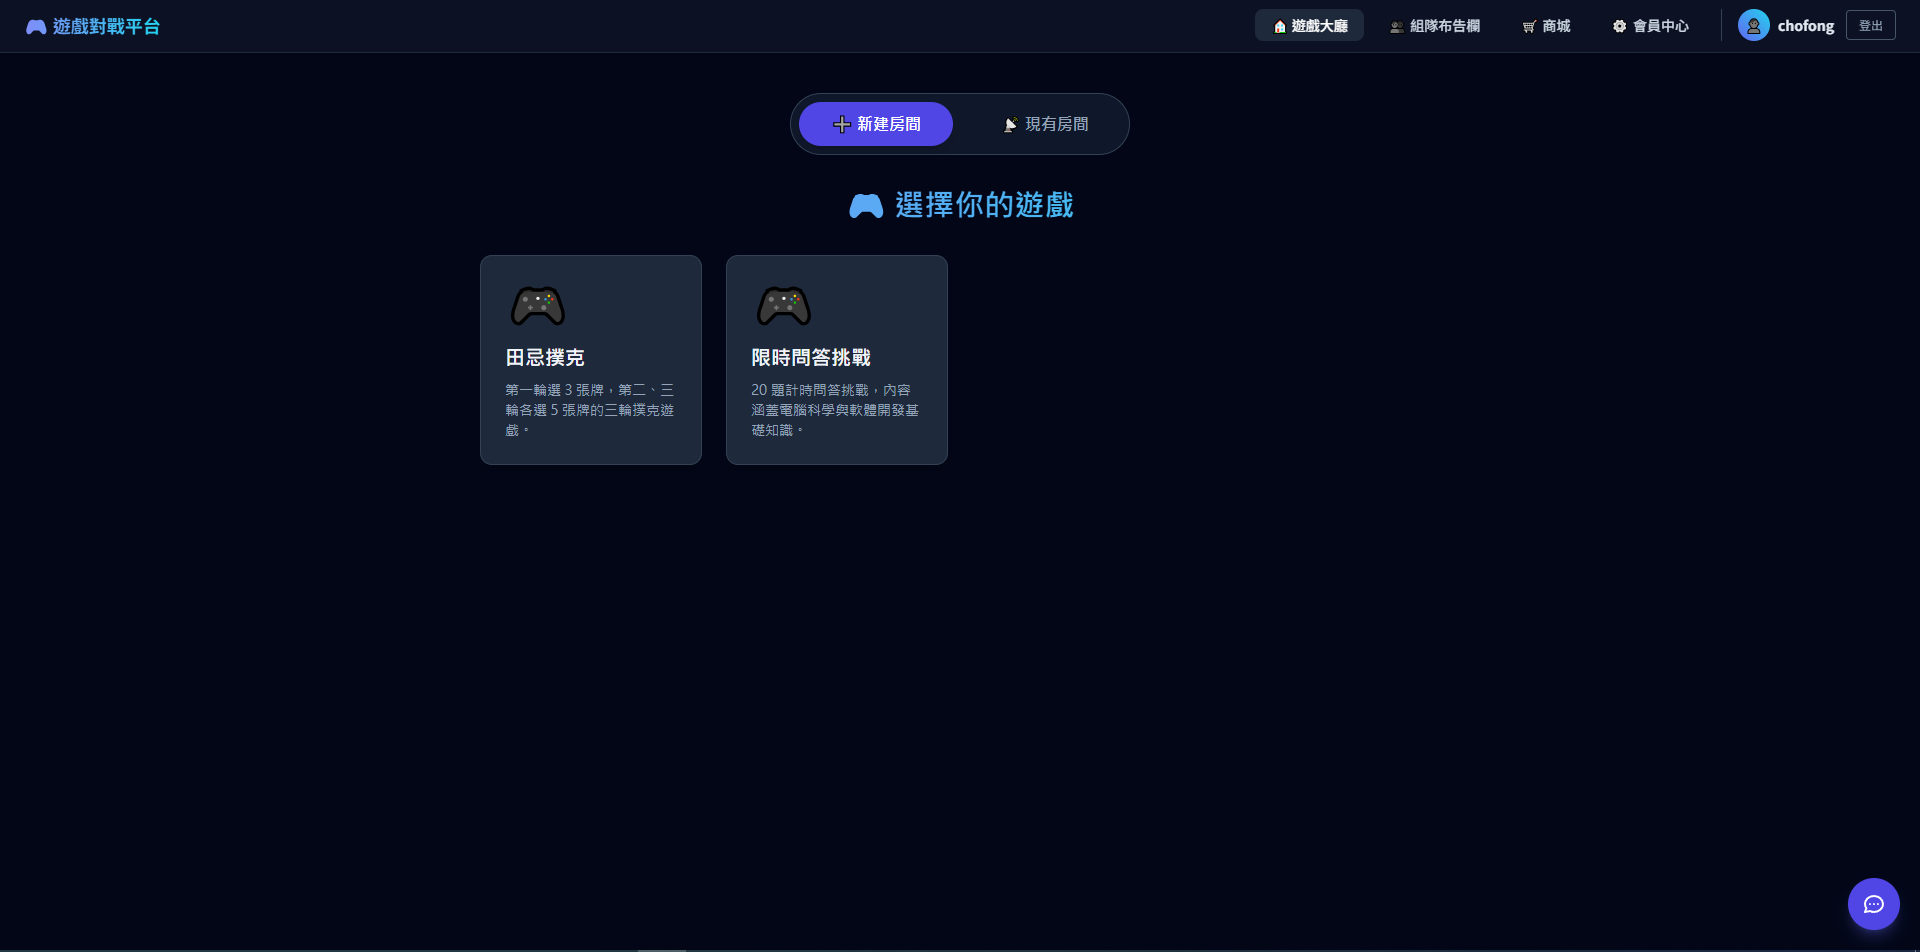 遊戲對戰平台
遊戲大廳
組隊布告欄
商城
會員中心
chofong
登出
新建房間
現有房間
選擇你的遊戲
田忌撲克
第一輪選 3 張牌，第二、三
輪各選 5 張牌的三輪撲克遊
戲。
限時問答挑戰
20 題計時問答挑戰，內容
涵蓋電腦科學與軟體開發基
礎知識。